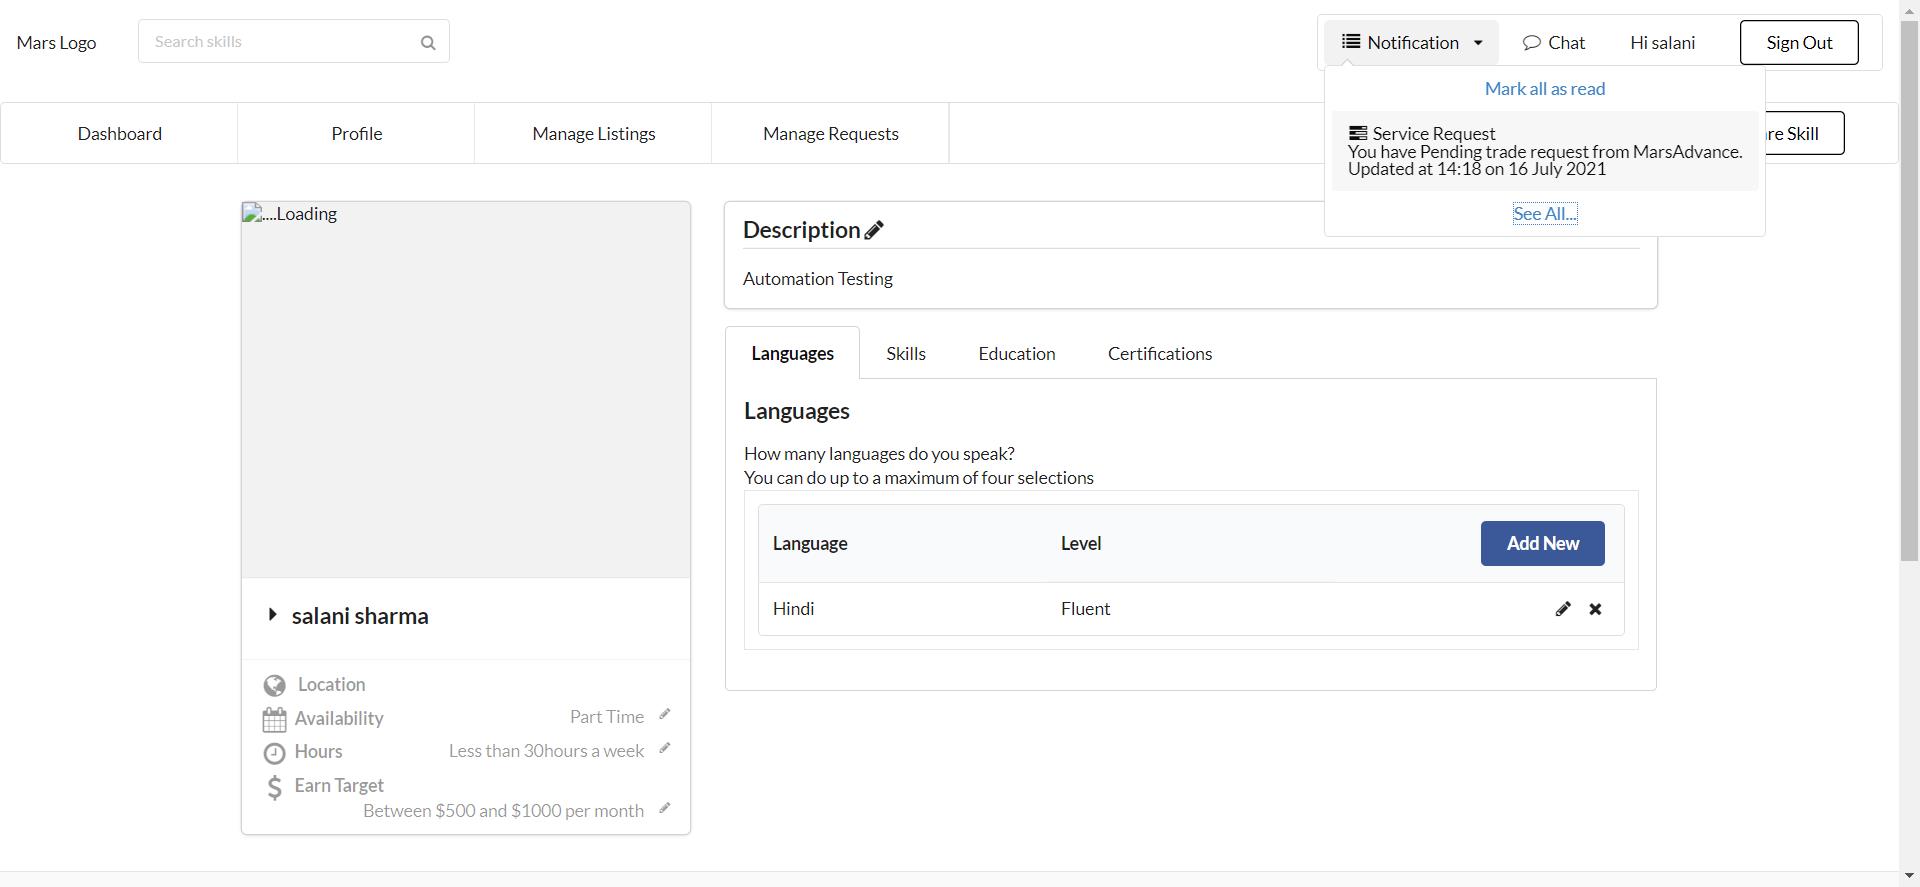 Mars Logo
Search skills
Notification
Chat
Hi salani
Sign Out
Mark all as read
Service Request
You have Pending trade request from MarsAdvance.
Updated at 14:18 on 16 July 2021
See All...
Dashboard
Profile
Manage Listings
Manage Requests
re Skill
....Loading
salani sharma
Location
Availability
Part Time
Hours
Less than 30hours a week
Earn Target
Between $500 and $1000 per month
Description
Automation Testing
Languages
Skills
Education
Certifications
Languages
How many languages do you speak?
You can do up to a maximum of four selections
Language
Level
Add New
Hindi
Fluent